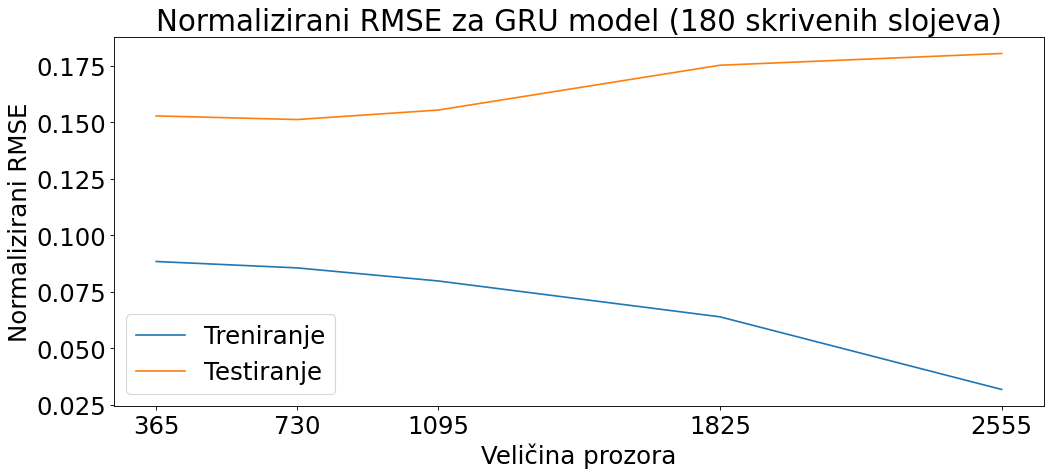 Normalizirani RMSE za GRU model (180 skrivenih slojeva)
Normalizirani RMSE
0.175
0.150
0.125
0.100
0.075
0.050
0.025
Treniranje
Testiranje
365 730 1095 1825 2555
Veličina prozora